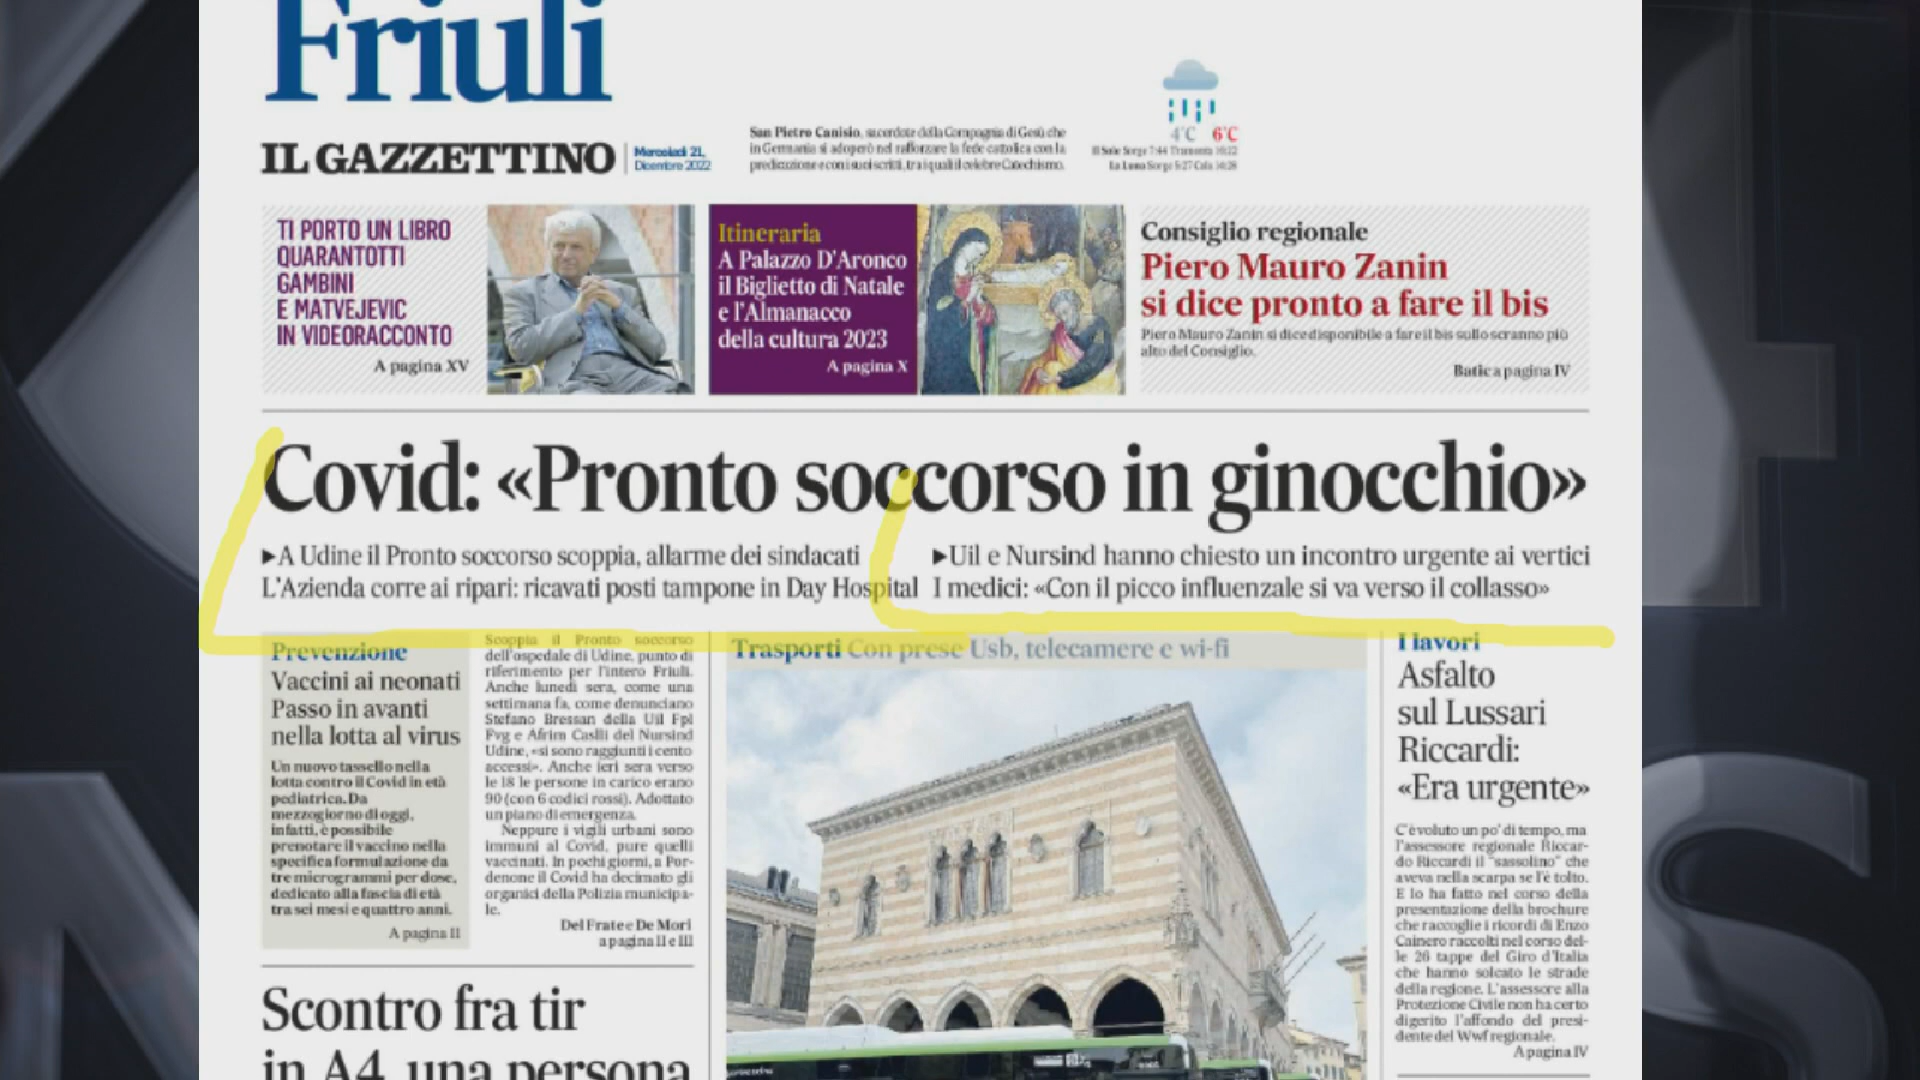 Friuli
IL GAZZETTINO
Mercoledì 21,
Dicembre 2022
San Pietro Canisio, sacerdote della Compagnia di Gesù che
in Germania si adoperò nel rafforzare la fede cattolica con la
predicazione e con i suoi scritti, tra i quali il celebre Catechismo.
4°C 6°C
Il Sole Sorge 7:44 Tramonta
La Luna Sorge 5:27 Cala
TI PORTO UN LIBRO
QUARANTOTTI
GAMBINI
E MATVEJEVIC
IN VIDEORACCONTO
A pagina XV
Itineraria
A Palazzo D'Aronco
il Biglietto di Natale
e l'Almanacco
della cultura 2023
A pagina X
Consiglio regionale
Piero Mauro Zanin
si dice pronto a fare il bis
Piero Mauro Zanin si dice disponibile a fare il bis sullo scranno più
alto del Consiglio.
Batic a pagina IV
Covid: «Pronto soccorso in ginocchio»
►A Udine il Pronto soccorso scoppia, allarme dei sindacati
L'Azienda corre ai ripari: ricavati posti tampone in Day Hospital
►Uil e Nursind hanno chiesto un incontro urgente ai vertici
I medici: «Con il picco influenzale si va verso il collasso»
Prevenzione
Vaccini ai neonati
Passo in avanti
nella lotta al virus
Un nuovo tassello nella
lotta contro il Covid in età
pediatrica. Da
mezzogiorno di oggi,
infatti, è possibile
prenotare il vaccino nella
specifica formulazione da
tre microgrammi per dose,
dedicato alla fascia di età
tra sei mesi e quattro anni.
A pagina II
Scoppia il Pronto soccorso
dell'ospedale di Udine, punto di
riferimento per l'intero Friuli.
Anche lunedì sera, come una
settimana fa, come denunciano
Stefano Bressan della Uil Fpl
Fvg e Afrim Caslli del Nursind
Udine, «si sono raggiunti i cento
accessi». Anche ieri sera verso
le 18 le persone in carico erano
90 (con 6 codici rossi). Adottato
un piano di emergenza.
Neppure i vigili urbani sono
immuni al Covid, pure quelli
vaccinati. In pochi giorni, a Por-
denone il Covid ha decimato gli
organici della Polizia municipa-
le.
Del Frate e De Mori
a pagina II e III
Trasporti Con prese Usb, telecamere e wi-fi
I lavori
Asfalto
sul Lussari
Riccardi:
«Era urgente»
C'è voluto un po' di tempo, ma
l'assessore regionale Riccar-
do Riccardi il "sassolino" che
aveva nella scarpa se l'è tolto.
E lo ha fatto nel corso della
presentazione della brochure
che raccoglie i ricordi di Enzo
Cainero raccolti nel corso del-
le 26 tappe del Giro d'Italia
che hanno solcato le strade
della regione. L'assessore alla
Protezione Civile non ha certo
digerito l'affondo del presi-
dente del Wwf regionale.
A pagina IV
Scontro fra tir
in A4, una persona